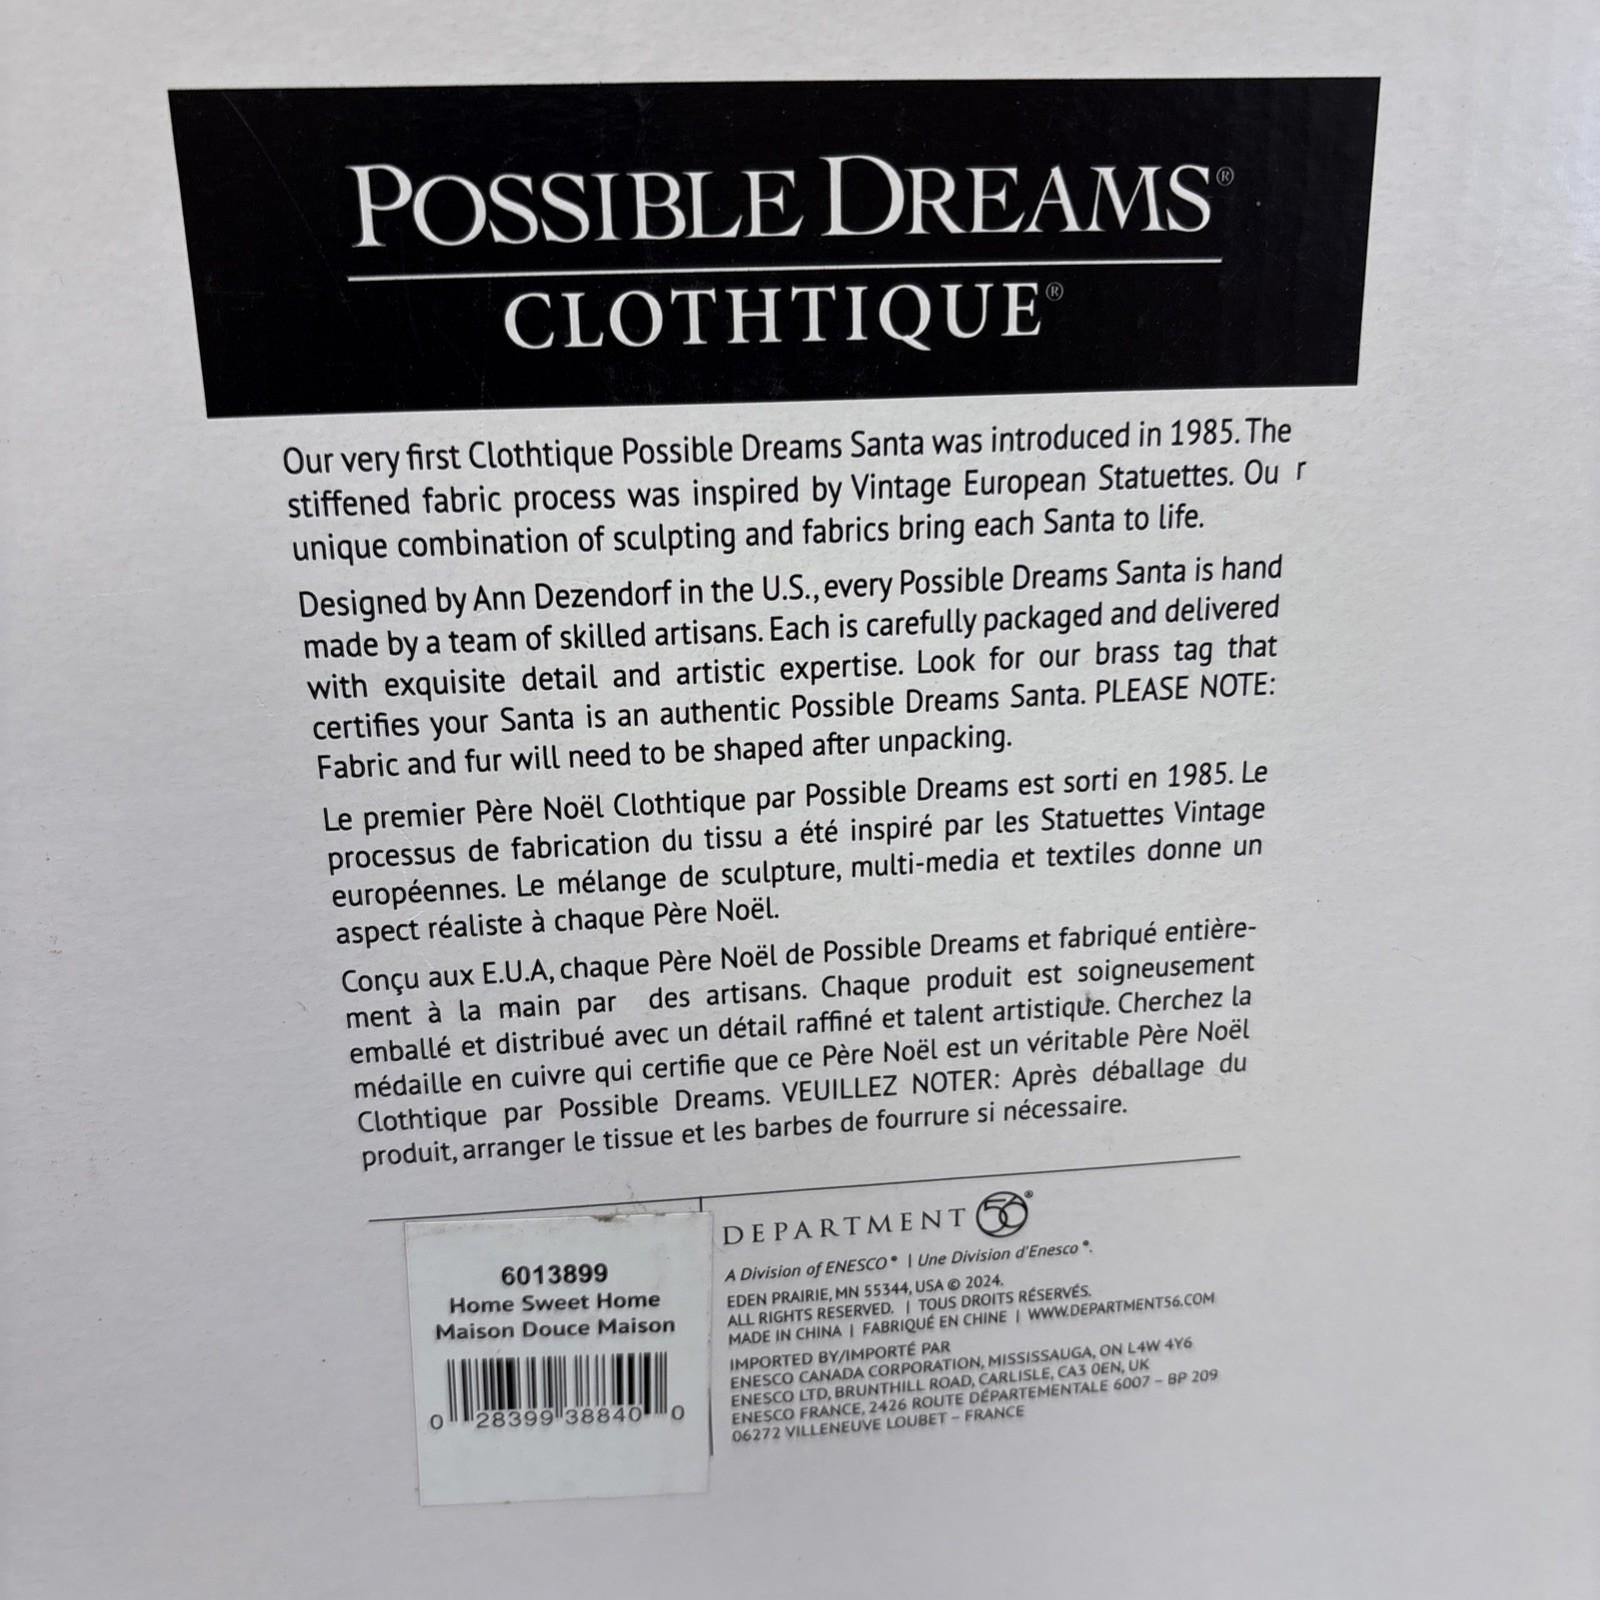 POSSIBLE DREAMS®
CLOTHTIQUE®
Our very first Clothtique Possible Dreams Santa was introduced in 1985. The
stiffened fabric process was inspired by Vintage European Statuettes. Ou r
unique combination of sculpting and fabrics bring each Santa to life.
Designed by Ann Dezendorf in the U.S., every Possible Dreams Santa is hand
made by a team of skilled artisans. Each is carefully packaged and delivered
with exquisite detail and artistic expertise. Look for our brass tag that
certifies your Santa is an authentic Possible Dreams Santa. PLEASE NOTE:
Fabric and fur will need to be shaped after unpacking.
Le premier Père Noël Clothtique par Possible Dreams est sorti en 1985. Le
processus de fabrication du tissu a été inspiré par les Statuettes Vintage
européennes. Le mélange de sculpture, multi-media et textiles donne un
aspect réaliste à chaque Père Noël.
Conçu aux E.U.A, chaque Père Noël de Possible Dreams et fabriqué entière-
ment à la main par des artisans. Chaque produit est soigneusement
emballé et distribué avec un détail raffiné et talent artistique. Cherchez la
médaille en cuivre qui certifie que ce Père Noël est un véritable Père Noël
Clothtique par Possible Dreams. VEUILLEZ NOTER: Après déballage du
produit, arranger le tissue et les barbes de fourrure si nécessaire.
6013899
Home Sweet Home
Maison Douce Maison
0 28399 38840 0
DEPARTMENT 56®
A Division of ENESCO® | Une Division d'Enesco®.
EDEN PRAIRIE, MN 55344, USA © 2024.
ALL RIGHTS RESERVED. | TOUS DROITS RÉSERVÉS.
MADE IN CHINA | FABRIQUÉ EN CHINE | WWW.DEPARTMENT56.COM
IMPORTED BY/IMPORTÉ PAR
ENESCO CANADA CORPORATION, MISSISSAUGA, ON L4W 4Y6
ENESCO LTD, BRUNTHILL ROAD, CARLISLE, CA3 0EN, UK
ENESCO FRANCE, 2426 ROUTE DÉPARTEMENTALE 6007 – BP 209
06272 VILLENEUVE LOUBET – FRANCE